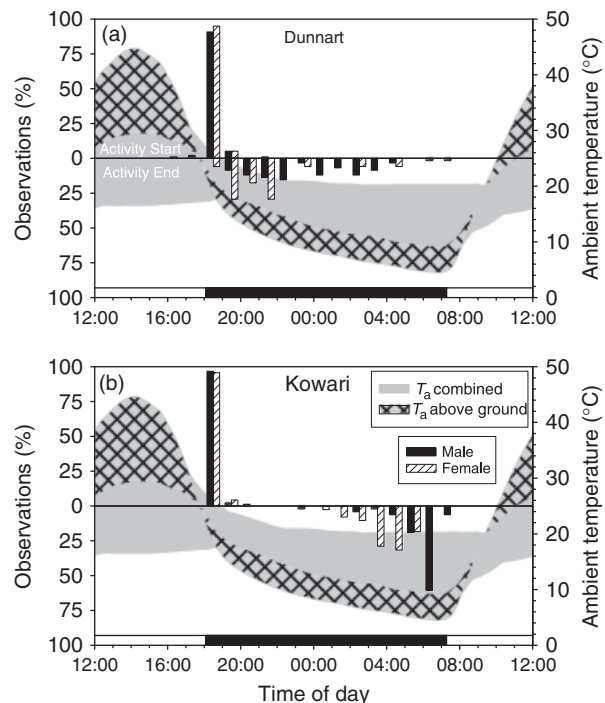 (a)
Dunnart
Activity Start
Activity End
Observations (%)
100
75
50
25
0
25
50
75
100
Ambient temperature (°C)
50
40
30
20
10
0
12:00 16:00 20:00 00:00 04:00 08:00 12:00
(b)
Kowari
Ta combined
Ta above ground
Male
Female
Observations (%)
100
75
50
25
0
25
50
75
100
Ambient temperature (°C)
50
40
30
20
10
0
12:00 16:00 20:00 00:00 04:00 08:00 12:00
Time of day